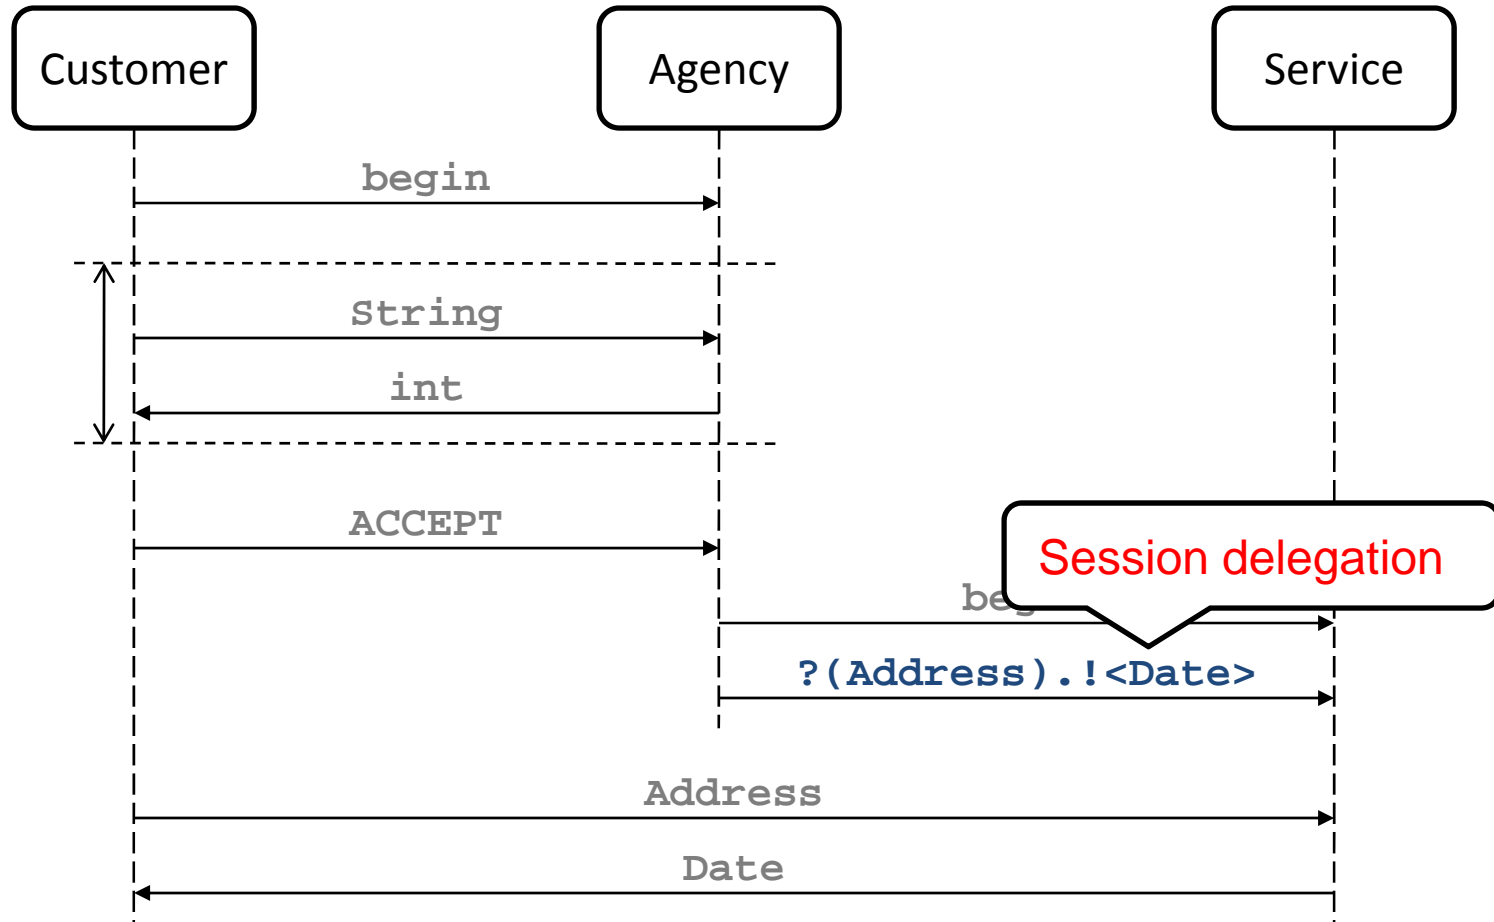 Customer
Agency
Service
begin
String
int
ACCEPT
Session delegation
?(Address).!<Date>
Address
Date